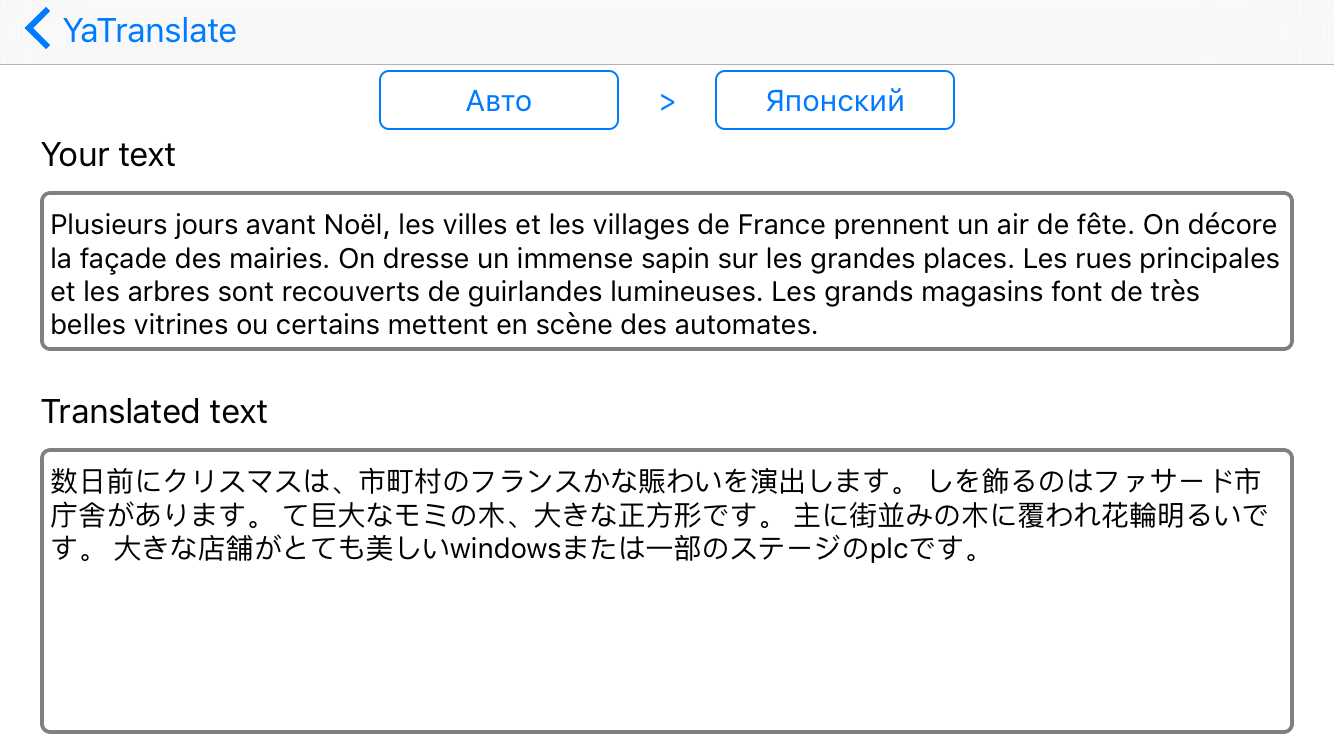 YaTranslate
Авто > Японский
Your text
Plusieurs jours avant Noël, les villes et les villages de France prennent un air de fête. On décore
la façade des mairies. On dresse un immense sapin sur les grandes places. Les rues principales
et les arbres sont recouverts de guirlandes lumineuses. Les grands magasins font de très
belles vitrines ou certains mettent en scène des automates.
Translated text
数日前にクリスマスは、市町村のフランスかな賑わいを演出します。 しを飾るのはファサード市
庁舎があります。 て巨大なモミの木、大きな正方形です。 主に街並みの木に覆われ花輪明るいで
す。 大きな店舗がとても美しいwindowsまたは一部のステージのplcです。